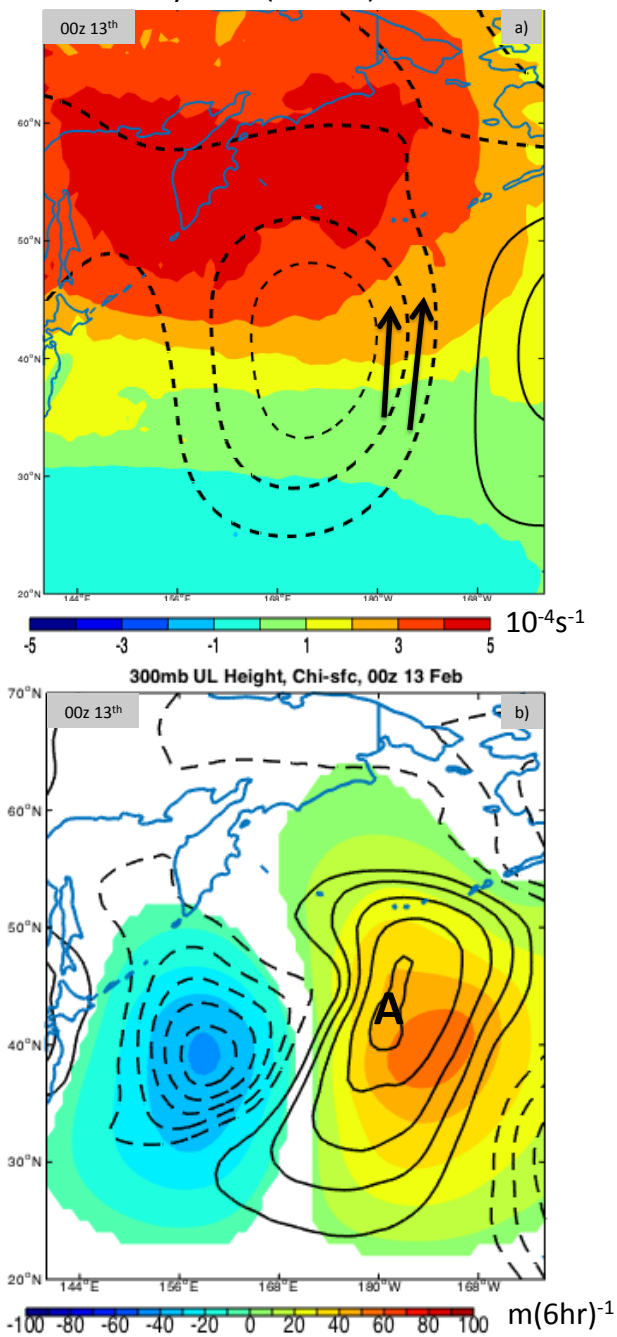 00z 13th
a)
60°N
50°N
40°N
30°N
20°N
144°E 156°E 168°E 180°W 168°W
-5 -3 -1 1 3 5 10-4s-1
300mb UL Height, Chi-sfc, 00z 13 Feb
70°N
00z 13th
b)
60°N
50°N
A
40°N
30°N
20°N
144°E 156°E 168°E 180°W 168°W
-100 -80 -60 -40 -20 0 20 40 60 80 100 m(6hr)-1